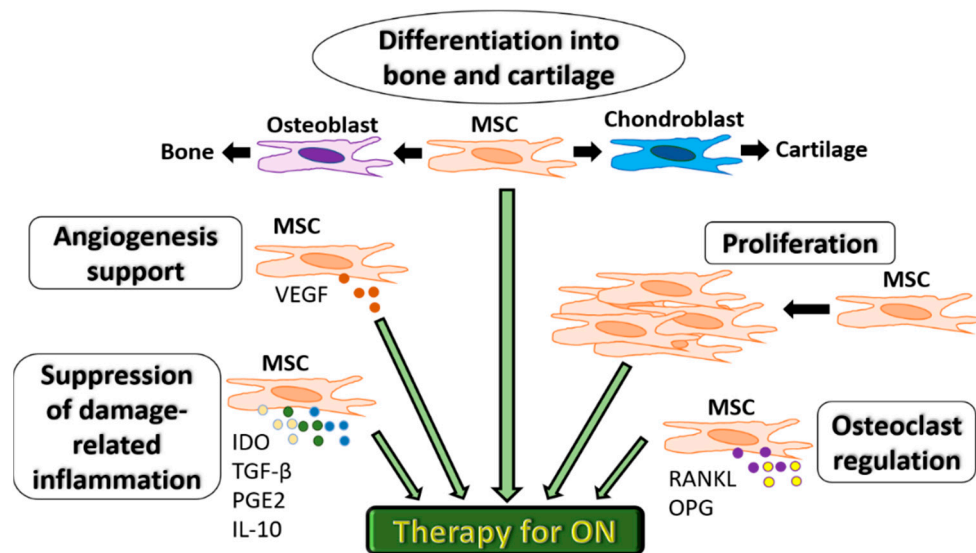 Differentiation into
bone and cartilage
Osteoblast
MSC
Chondroblast
Bone
Cartilage
Angiogenesis
support
MSC
VEGF
Proliferation
MSC
Suppression
of damage-
related
inflammation
MSC
IDO
TGF-β
PGE2
IL-10
MSC
RANKL
OPG
Osteoclast
regulation
Therapy for ON